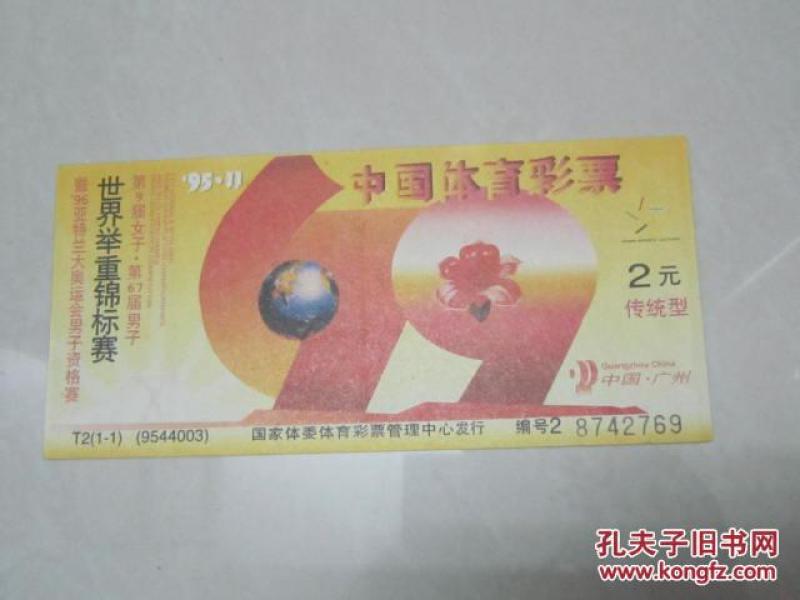 '95·11
中国体育彩票
第9届女子·第67届男子
世界举重锦标赛
暨'96亚特兰大奥运会男子资格赛
69
2元
传统型
Guangzhou China
中国·广州
T2(1-1) (9544003) 国家体委体育彩票管理中心发行 编号2 8742769
孔夫子旧书网
www.kongfz.com